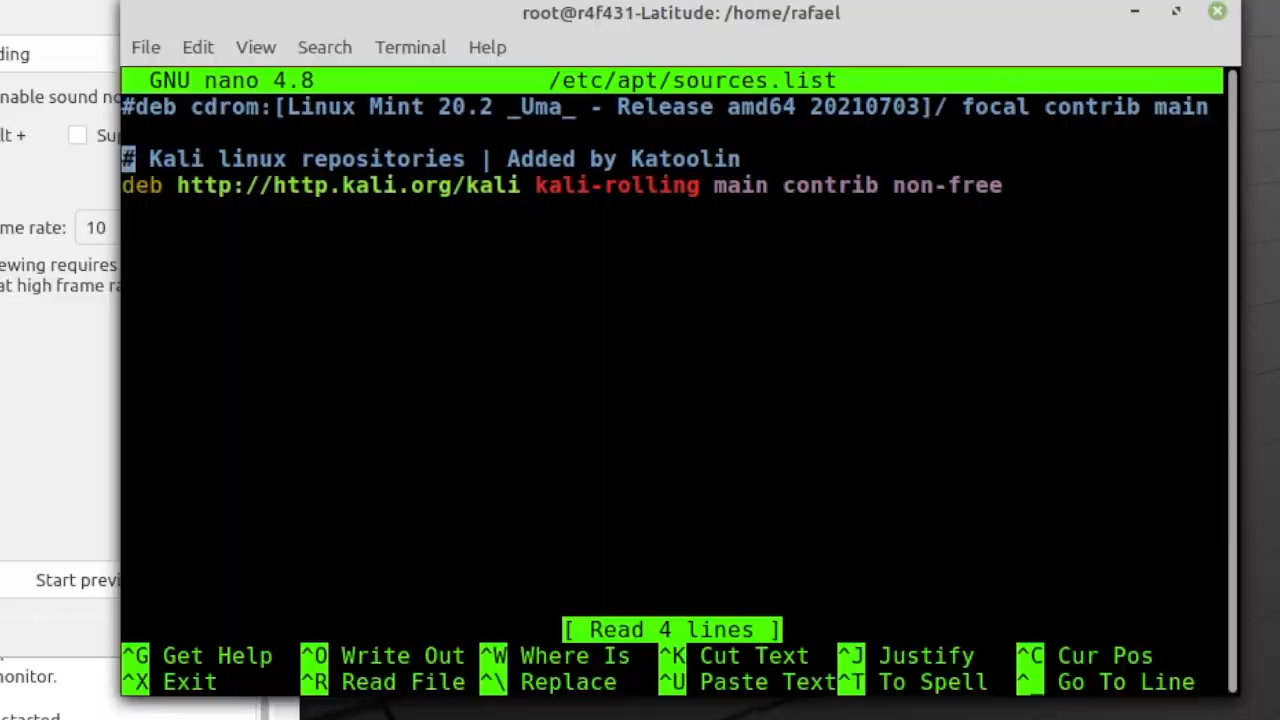 root@r4f431-Latitude: /home/rafael
File Edit View Search Terminal Help
GNU nano 4.8 /etc/apt/sources.list
#deb cdrom:[Linux Mint 20.2 _Uma_ - Release amd64 20210703]/ focal contrib main
# Kali linux repositories | Added by Katoolin
deb http://http.kali.org/kali kali-rolling main contrib non-free
[ Read 4 lines ]
^G Get Help ^O Write Out ^W Where Is ^K Cut Text ^J Justify ^C Cur Pos
^X Exit ^R Read File ^\ Replace ^U Paste Text ^T To Spell ^_ Go To Line
ding
nable sound no
lt +
Su
me rate: 10
ewing requires
at high frame ra
Start previ
monitor.
started